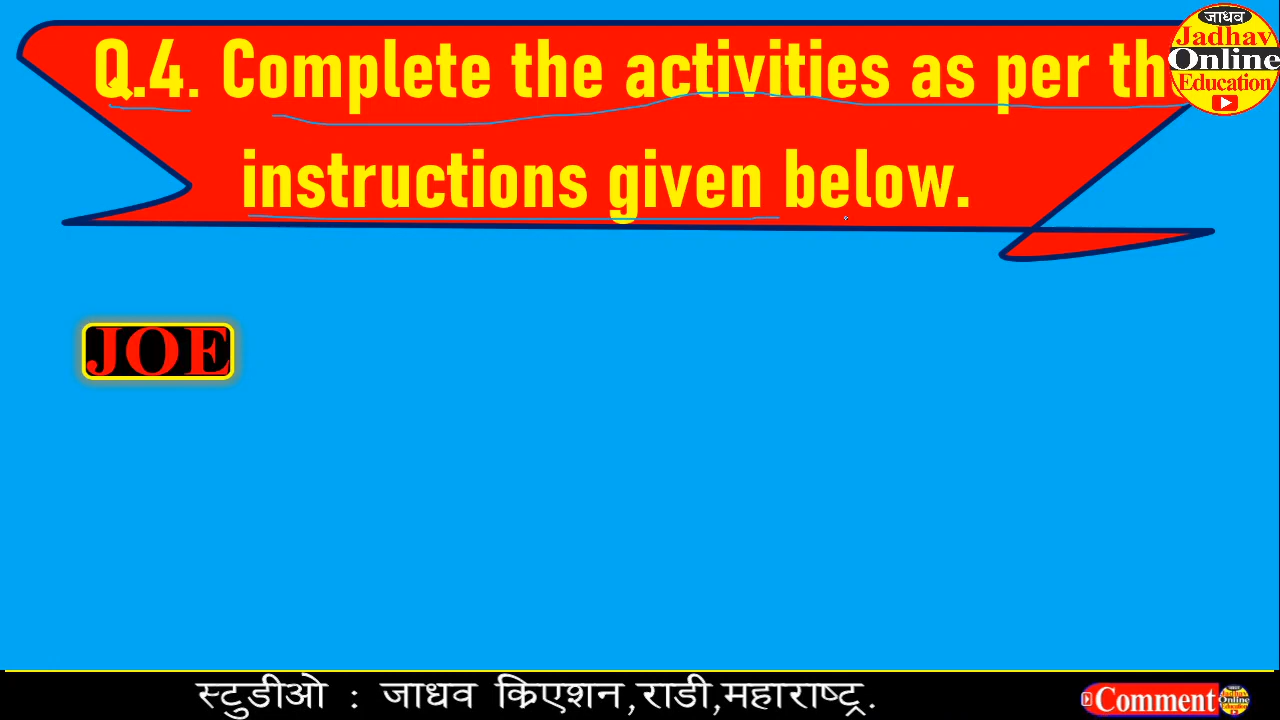 Q.4. Complete the activities as per th
instructions given below.
जाधव
Jadhav
Online
Education
JOE
स्टुडीओ : जाधव क्रिएशन,राडी,महाराष्ट्र.
Comment